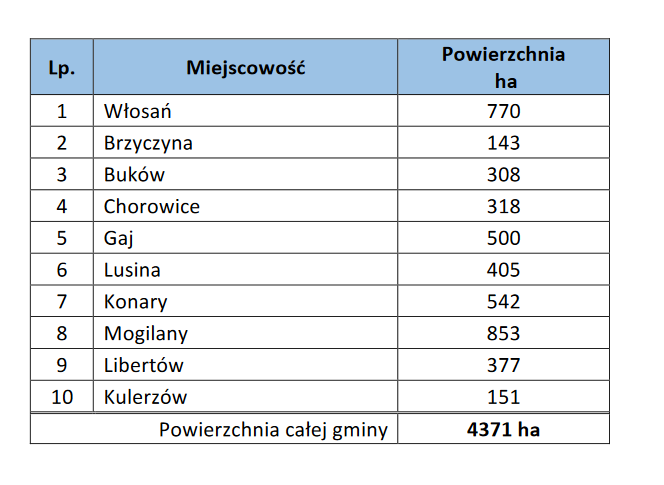 Lp. Miejscowość Powierzchnia ha
1 Włosań 770
2 Brzyczyna 143
3 Buków 308
4 Chorowice 318
5 Gaj 500
6 Lusina 405
7 Konary 542
8 Mogilany 853
9 Libertów 377
10 Kulerzów 151
Powierzchnia całej gminy 4371 ha